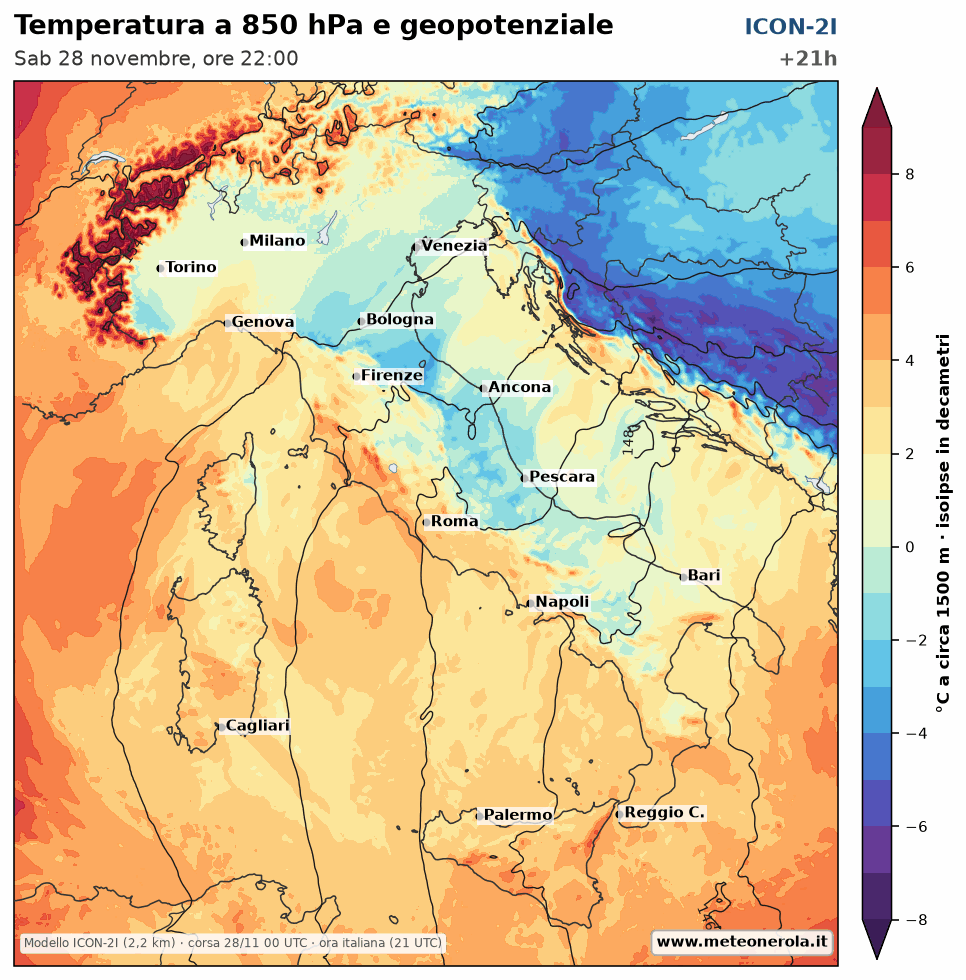 Temperatura a 850 hPa e geopotenziale
ICON-2I
Sab 28 novembre, ore 22:00
+21h
Milano
Venezia
Torino
Genova
Bologna
Firenze
Ancona
148
Pescara
Roma
Bari
Napoli
Cagliari
Palermo
Reggio C.
146
8
6
4
2
0
−2
−4
−6
−8
°C a circa 1500 m · isoipse in decametri
Modello ICON-2I (2,2 km) · corsa 28/11 00 UTC · ora italiana (21 UTC)
www.meteonerola.it